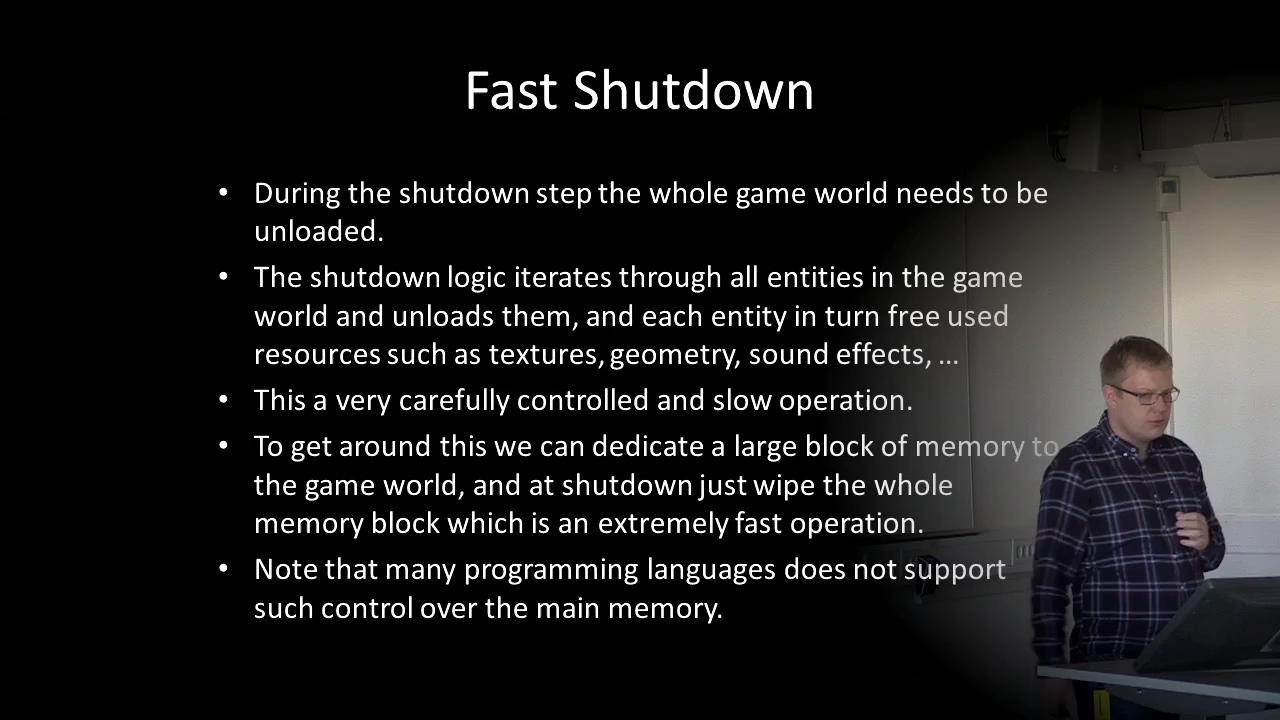 Fast Shutdown
• During the shutdown step the whole game world needs to be
unloaded.
• The shutdown logic iterates through all entities in the game
world and unloads them, and each entity in turn free used
resources such as textures, geometry, sound effects, …
• This a very carefully controlled and slow operation.
• To get around this we can dedicate a large block of memory to
the game world, and at shutdown just wipe the whole
memory block which is an extremely fast operation.
• Note that many programming languages does not support
such control over the main memory.